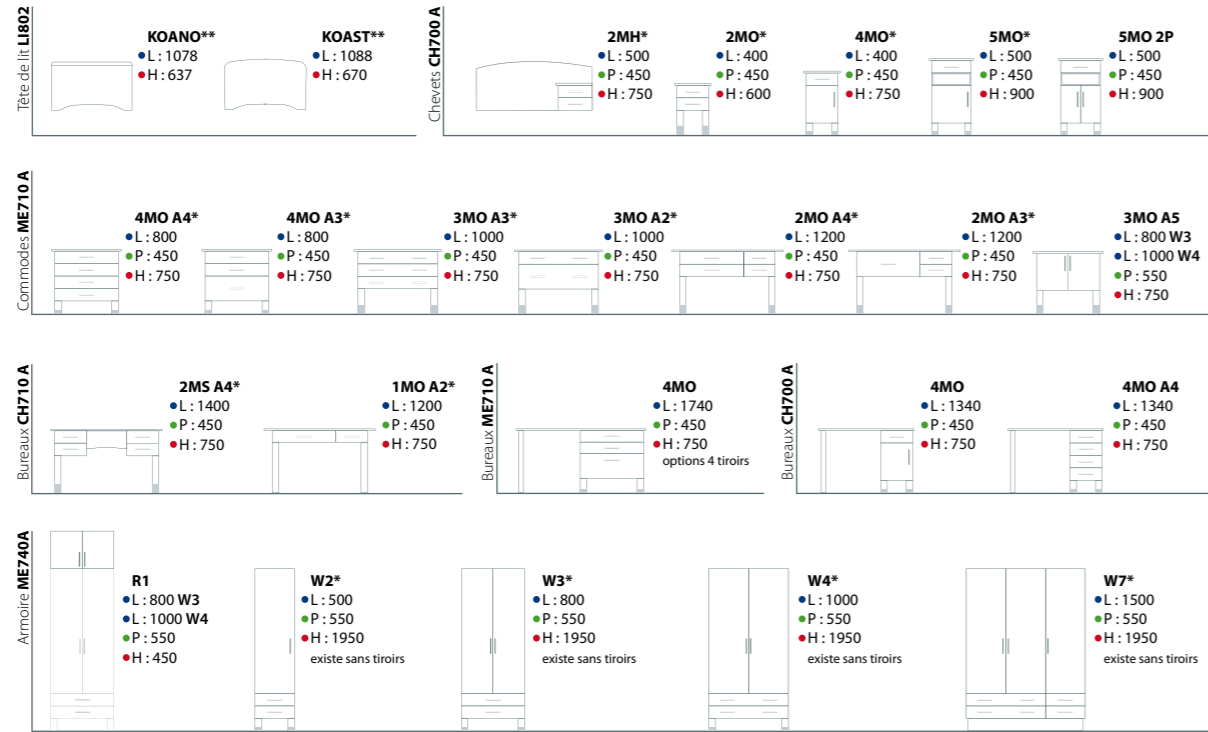 Tête de lit LI802
KOANO**
L : 1078
H : 637
KOAST**
L : 1088
H : 670
Chevets CH700 A
2MH*
L : 500
P : 450
H : 750
2MO*
L : 400
P : 450
H : 600
4MO*
L : 400
P : 450
H : 750
5MO*
L : 500
P : 450
H : 900
5MO 2P
L : 500
P : 450
H : 900
Commodes ME710 A
4MO A4*
L : 800
P : 450
H : 750
4MO A3*
L : 800
P : 450
H : 750
3MO A3*
L : 1000
P : 450
H : 750
3MO A2*
L : 1000
P : 450
H : 750
2MO A4*
L : 1200
P : 450
H : 750
2MO A3*
L : 1200
P : 450
H : 750
3MO A5
L : 800 W3
L : 1000 W4
P : 550
H : 750
Bureaux CH710 A
2MS A4*
L : 1400
P : 450
H : 750
1MO A2*
L : 1200
P : 450
H : 750
Bureaux ME710 A
4MO
L : 1740
P : 450
H : 750
options 4 tiroirs
Bureaux CH700 A
4MO
L : 1340
P : 450
H : 750
4MO A4
L : 1340
P : 450
H : 750
Armoire ME740A
R1
L : 800 W3
L : 1000 W4
P : 550
H : 450
W2*
L : 500
P : 550
H : 1950
existe sans tiroirs
W3*
L : 800
P : 550
H : 1950
existe sans tiroirs
W4*
L : 1000
P : 550
H : 1950
existe sans tiroirs
W7*
L : 1500
P : 550
H : 1950
existe sans tiroirs